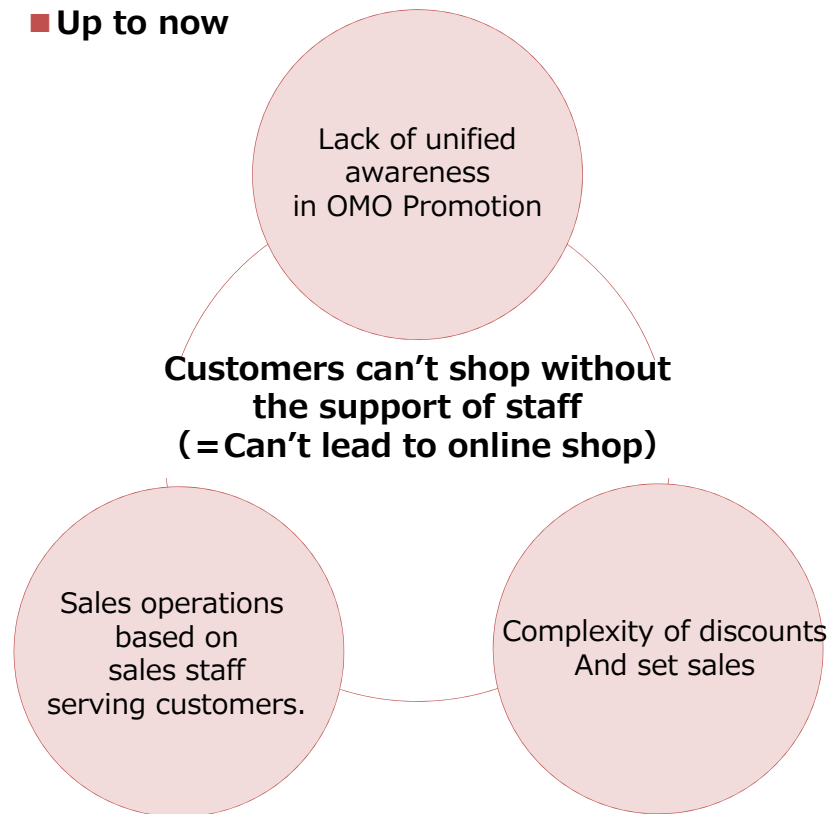 ■ Up to now
Lack of unified
awareness
in OMO Promotion
Customers can’t shop without
the support of staff
（=Can’t lead to online shop）
Sales operations
based on
sales staff
serving customers.
Complexity of discounts
And set sales